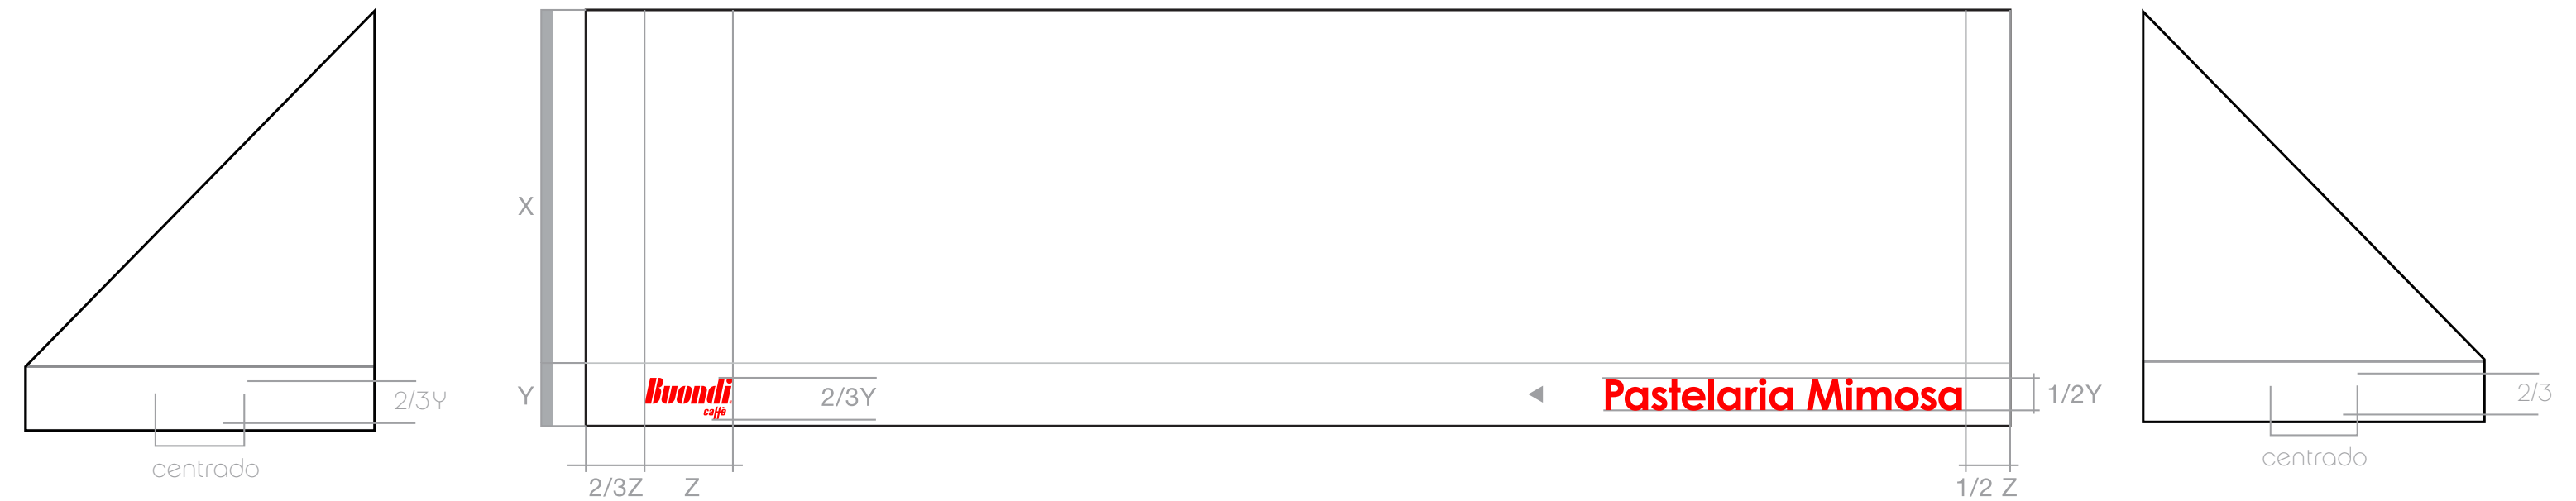 2/3Y
centrado
X
Y
Buondi
caffè
2/3Y
2/3Z
Z
Pastelaria Mimosa
1/2Y
1/2 Z
2/3
centrado